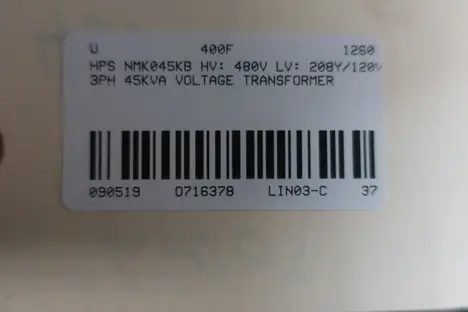 U 400F 1260
HPS NMK045KB HV: 480V LV: 208Y/120V
3PH 45KVA VOLTAGE TRANSFORMER
090519 0716378 LIN03-C 37